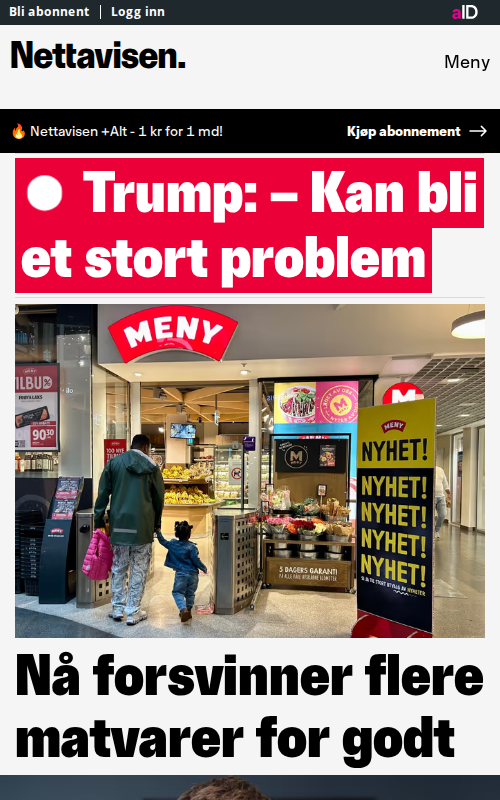 Bli abonnent
Logg inn
aID
Nettavisen.
Meny
🔥 Nettavisen +Alt - 1 kr for 1 md!
Kjøp abonnement →
Trump: – Kan bli
et stort problem
MENY
TILBUD
90
MENY
NYHET!
NYHET!
NYHET!
NYHET!
NYHET!
5 DAGERS GARANTI
Nå forsvinner flere
matvarer for godt